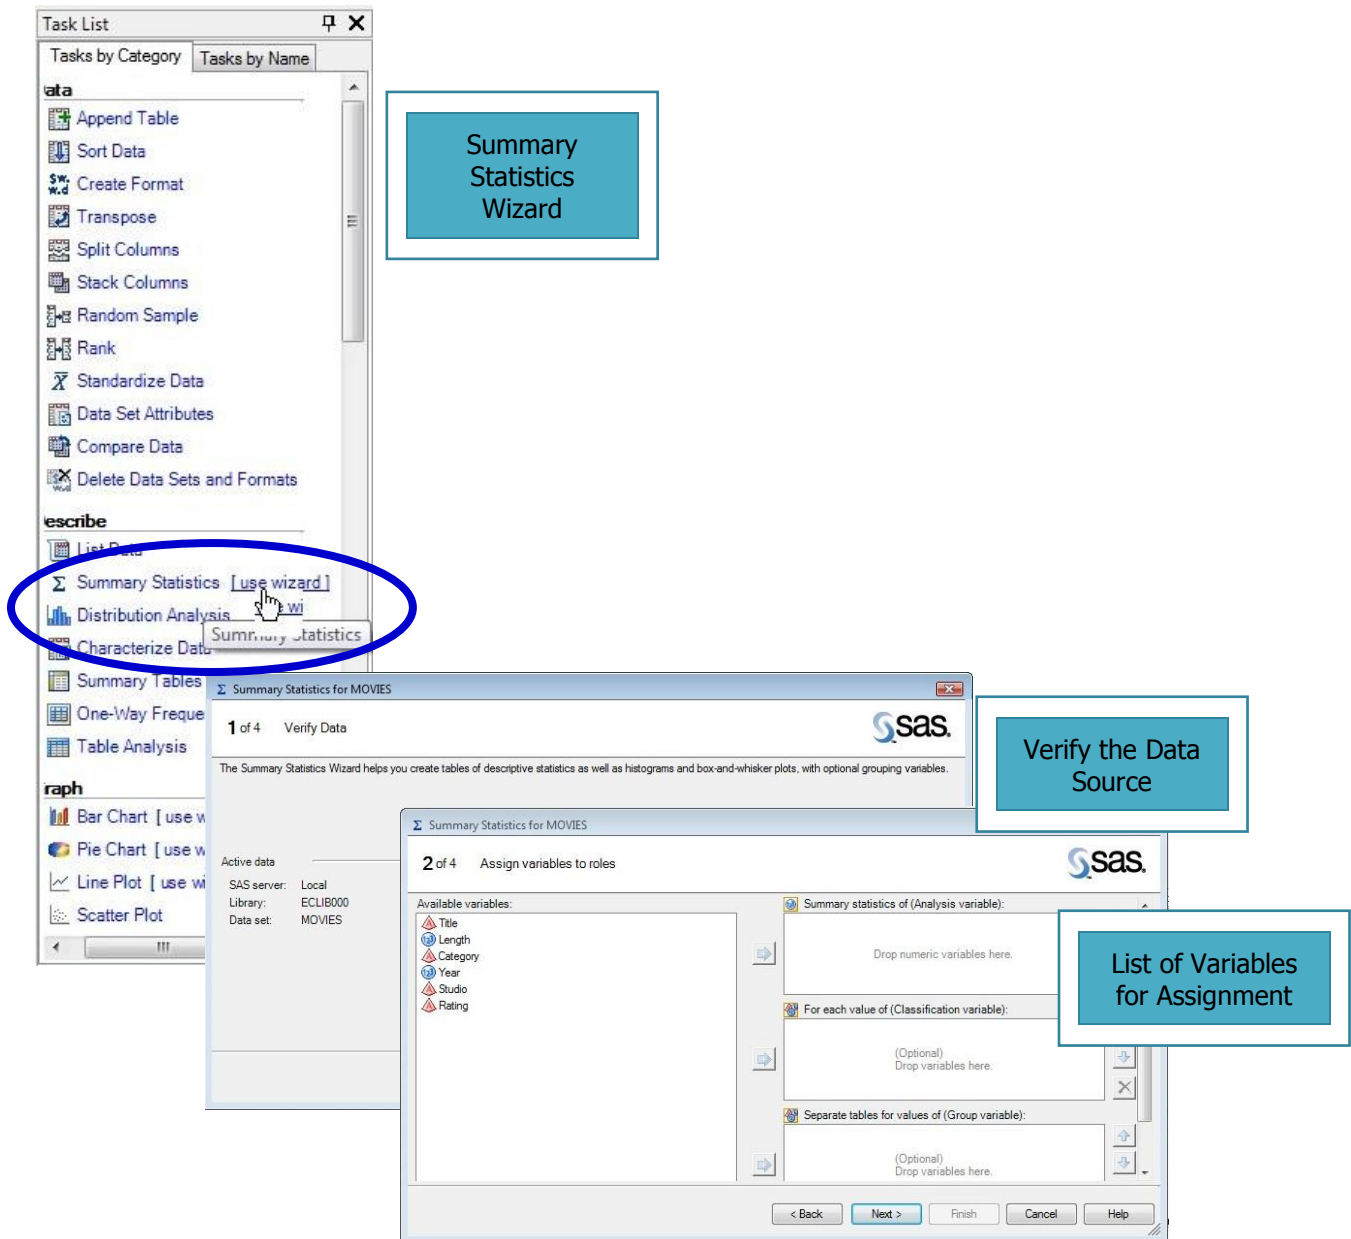 Task List
Tasks by Category
Tasks by Name
ata
Append Table
Sort Data
Create Format
Transpose
Split Columns
Stack Columns
Random Sample
Rank
Standardize Data
Data Set Attributes
Compare Data
Delete Data Sets and Formats
escribe
List Data
Summary Statistics [ use wizard ]
Distribution Analysis
wi
Summary Statistics
Characterize Data
Summary Tables
One-Way Freque
Table Analysis
raph
Bar Chart [ use w
Pie Chart [ use w
Line Plot [ use wi
Scatter Plot
Summary
Statistics
Wizard
Σ Summary Statistics for MOVIES
1 of 4 Verify Data
sas.
The Summary Statistics Wizard helps you create tables of descriptive statistics as well as histograms and box-and-whisker plots, with optional grouping variables.
Active data
SAS server: Local
Library: ECLIB000
Data set: MOVIES
Verify the Data
Source
Σ Summary Statistics for MOVIES
2 of 4 Assign variables to roles
sas.
Available variables:
Title
Length
Category
Year
Studio
Rating
Summary statistics of (Analysis variable):
Drop numeric variables here.
For each value of (Classification variable):
(Optional)
Drop variables here.
Separate tables for values of (Group variable):
(Optional)
Drop variables here.
< Back
Next >
Finish
Cancel
Help
List of Variables
for Assignment